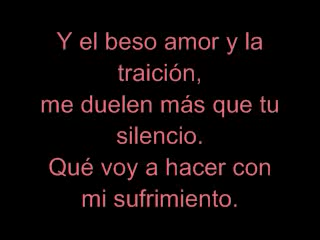 Y el beso amor y la
traición,
me duelen más que tu
silencio.
Qué voy a hacer con
mi sufrimiento.